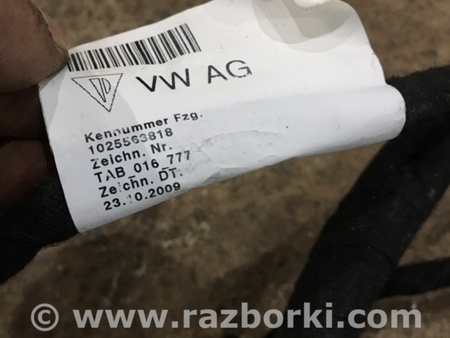 VW AG
Kennummer Fzg.
1025563818
Zeichn. Nr.
TAB_016_777
Zeichn. DT.
23.10.2009
© www.razborki.com